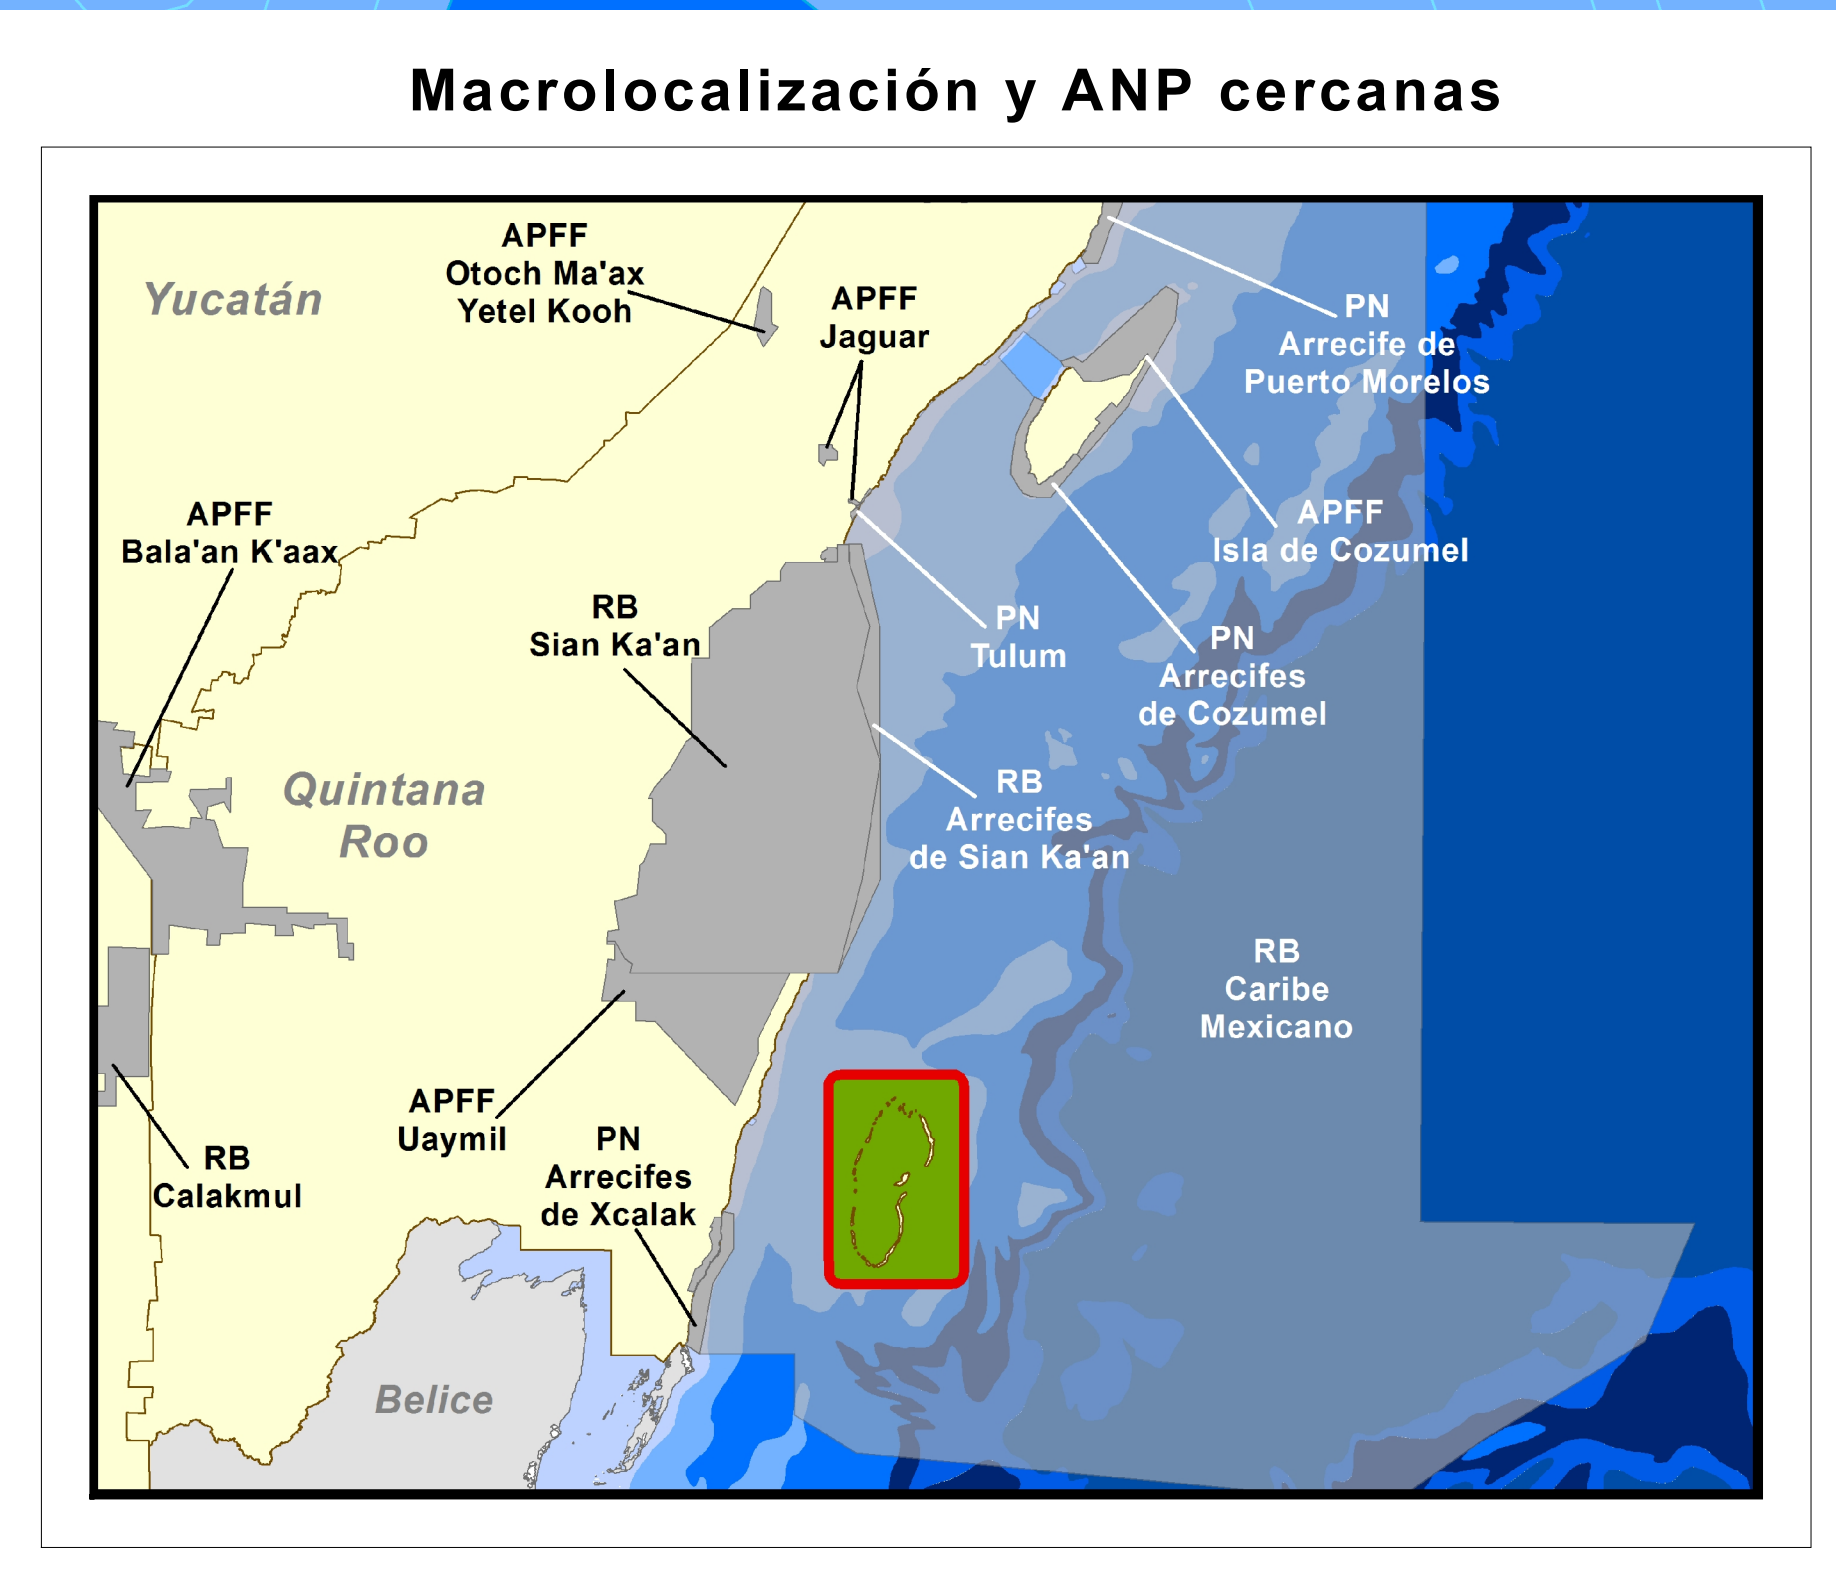 Macrolocalización y ANP cercanas
Yucatán
APFF
Otoch Ma'ax
Yetel Kooh
APFF
Jaguar
PN
Arrecife de
Puerto Morelos
APFF
Bala'an K'aax
APFF
Isla de Cozumel
RB
Sian Ka'an
PN
Tulum
PN
Arrecifes
de Cozumel
Quintana
Roo
RB
Arrecifes
de Sian Ka'an
RB
Caribe
Mexicano
APFF
Uaymil
PN
Arrecifes
de Xcalak
RB
Calakmul
Belice